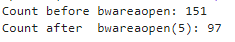 Count before bwareaopen: 151
Count after  bwareaopen(5): 97